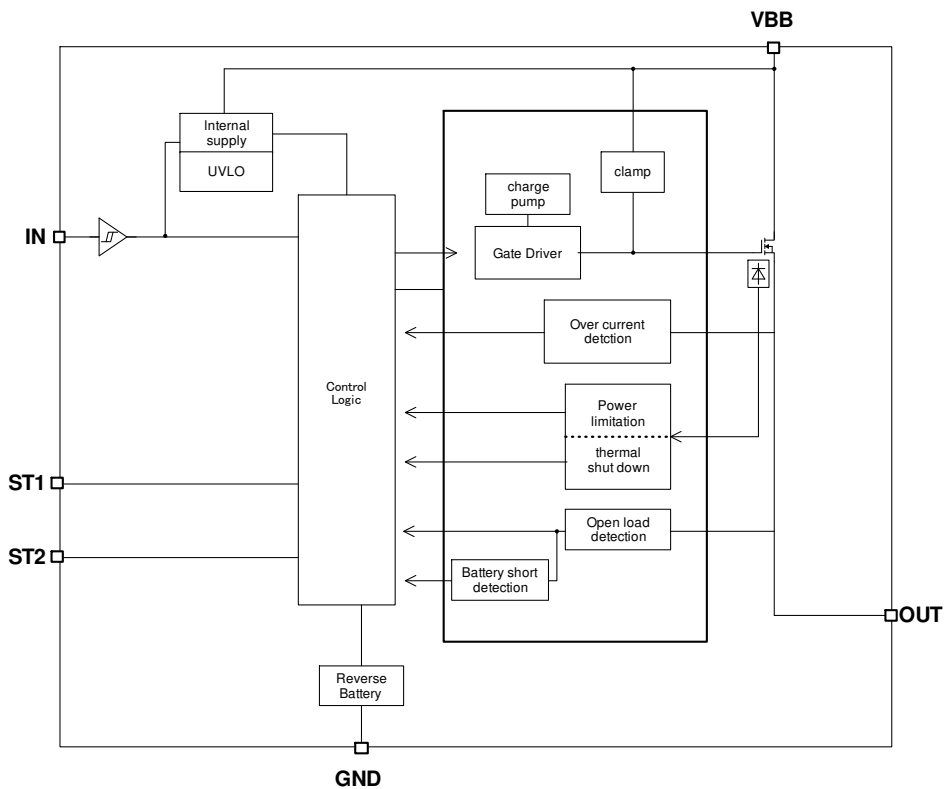 VBB
Internal
supply
UVLO
clamp
charge
pump
IN
Gate Driver
Over current
detction
Control
Logic
Power
limitation
thermal
shut down
ST1
Open load
detection
ST2
Battery short
detection
OUT
Reverse
Battery
GND